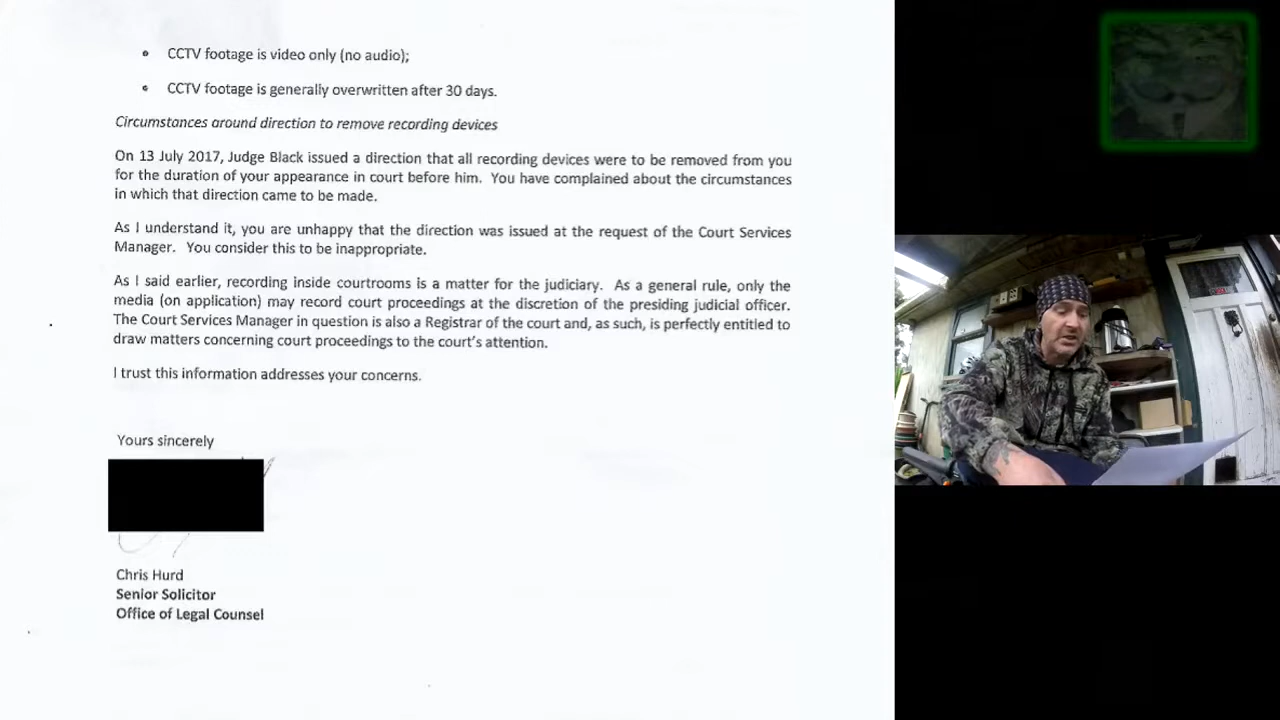 CCTV footage is video only (no audio);
CCTV footage is generally overwritten after 30 days.
Circumstances around direction to remove recording devices
On 13 July 2017, Judge Black issued a direction that all recording devices were to be removed from you
for the duration of your appearance in court before him. You have complained about the circumstances
in which that direction came to be made.
As I understand it, you are unhappy that the direction was issued at the request of the Court Services
Manager. You consider this to be inappropriate.
As I said earlier, recording inside courtrooms is a matter for the judiciary. As a general rule, only the
media (on application) may record court proceedings at the discretion of the presiding judicial officer.
The Court Services Manager in question is also a Registrar of the court and, as such, is perfectly entitled to
draw matters concerning court proceedings to the court's attention.
I trust this information addresses your concerns.
Yours sincerely
Chris Hurd
Senior Solicitor
Office of Legal Counsel